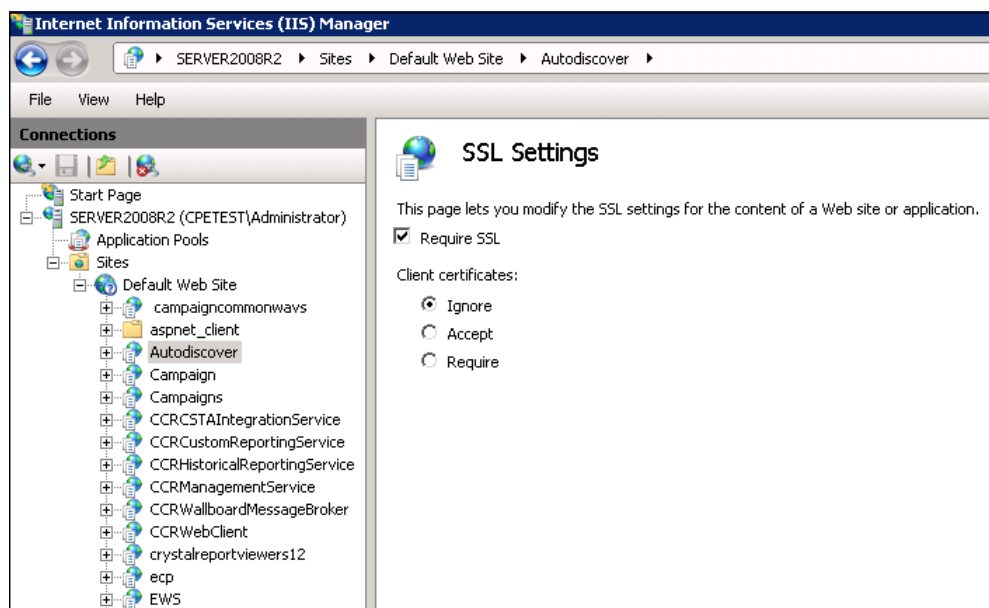 Internet Information Services (IIS) Manager
SERVER2008R2 Sites Default Web Site Autodiscover
File View Help
Connections
Start Page
SERVER2008R2 (CPETEST\Administrator)
Application Pools
Sites
Default Web Site
campaigncommonwavs
aspnet_client
Autodiscover
Campaign
Campaigns
CCRCSTAIntegrationService
CCRCustomReportingService
CCRHistoricalReportingService
CCRManagementService
CCRWallboardMessageBroker
CCRWebClient
crystalreportviewers12
ecp
EWS
SSL Settings
This page lets you modify the SSL settings for the content of a Web site or application.
Require SSL
Client certificates:
Ignore
Accept
Require